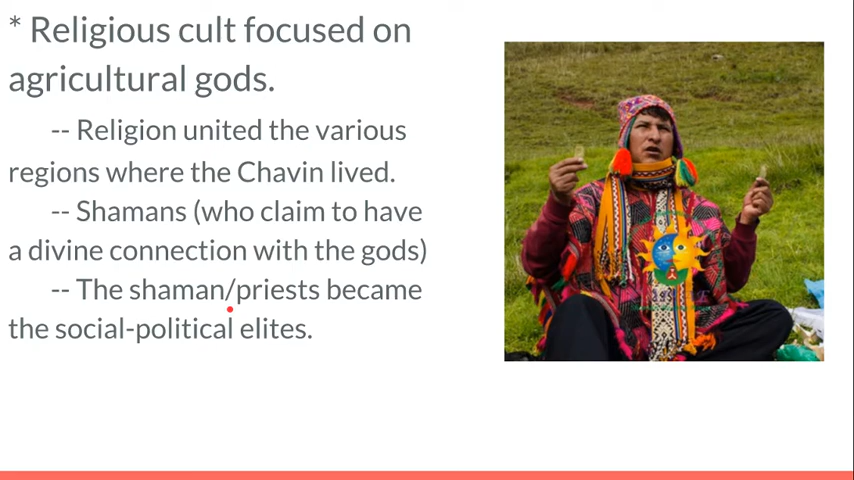 * Religious cult focused on
agricultural gods.
-- Religion united the various
regions where the Chavin lived.
-- Shamans (who claim to have
a divine connection with the gods)
-- The shaman/priests became
the social-political elites.